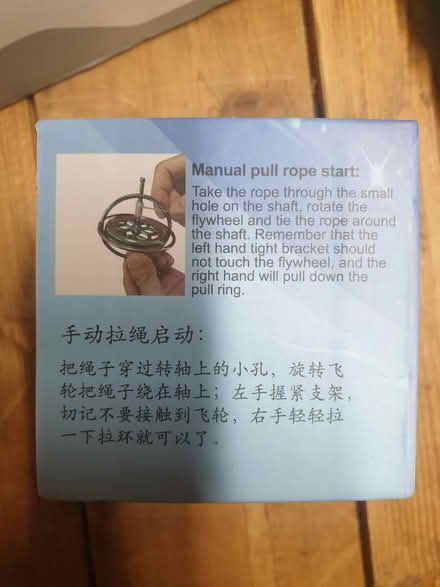 Manual pull rope start:
Take the rope through the small
hole on the shaft, rotate the
flywheel and tie the rope around
the shaft. Remember that the
left hand tight bracket should
not touch the flywheel, and the
right hand will pull down the
pull ring.
手动拉绳启动：
把绳子穿过转轴上的小孔，旋转飞
轮把绳子绕在轴上；左手握紧支架，
切记不要接触到飞轮，右手轻轻拉
一下拉环就可以了。